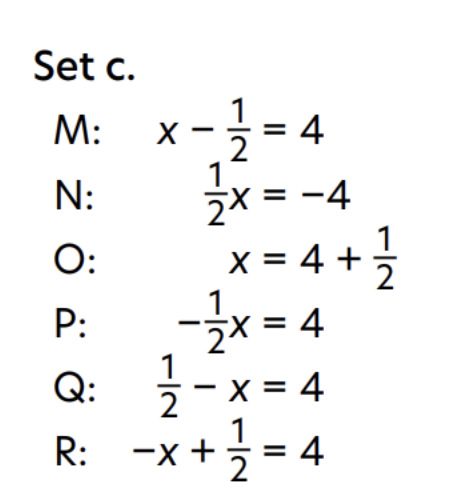 Set c.
M: x − 1/2 = 4
N: 1/2x = −4
O: x = 4 + 1/2
P: −1/2x = 4
Q: 1/2 − x = 4
R: −x + 1/2 = 4